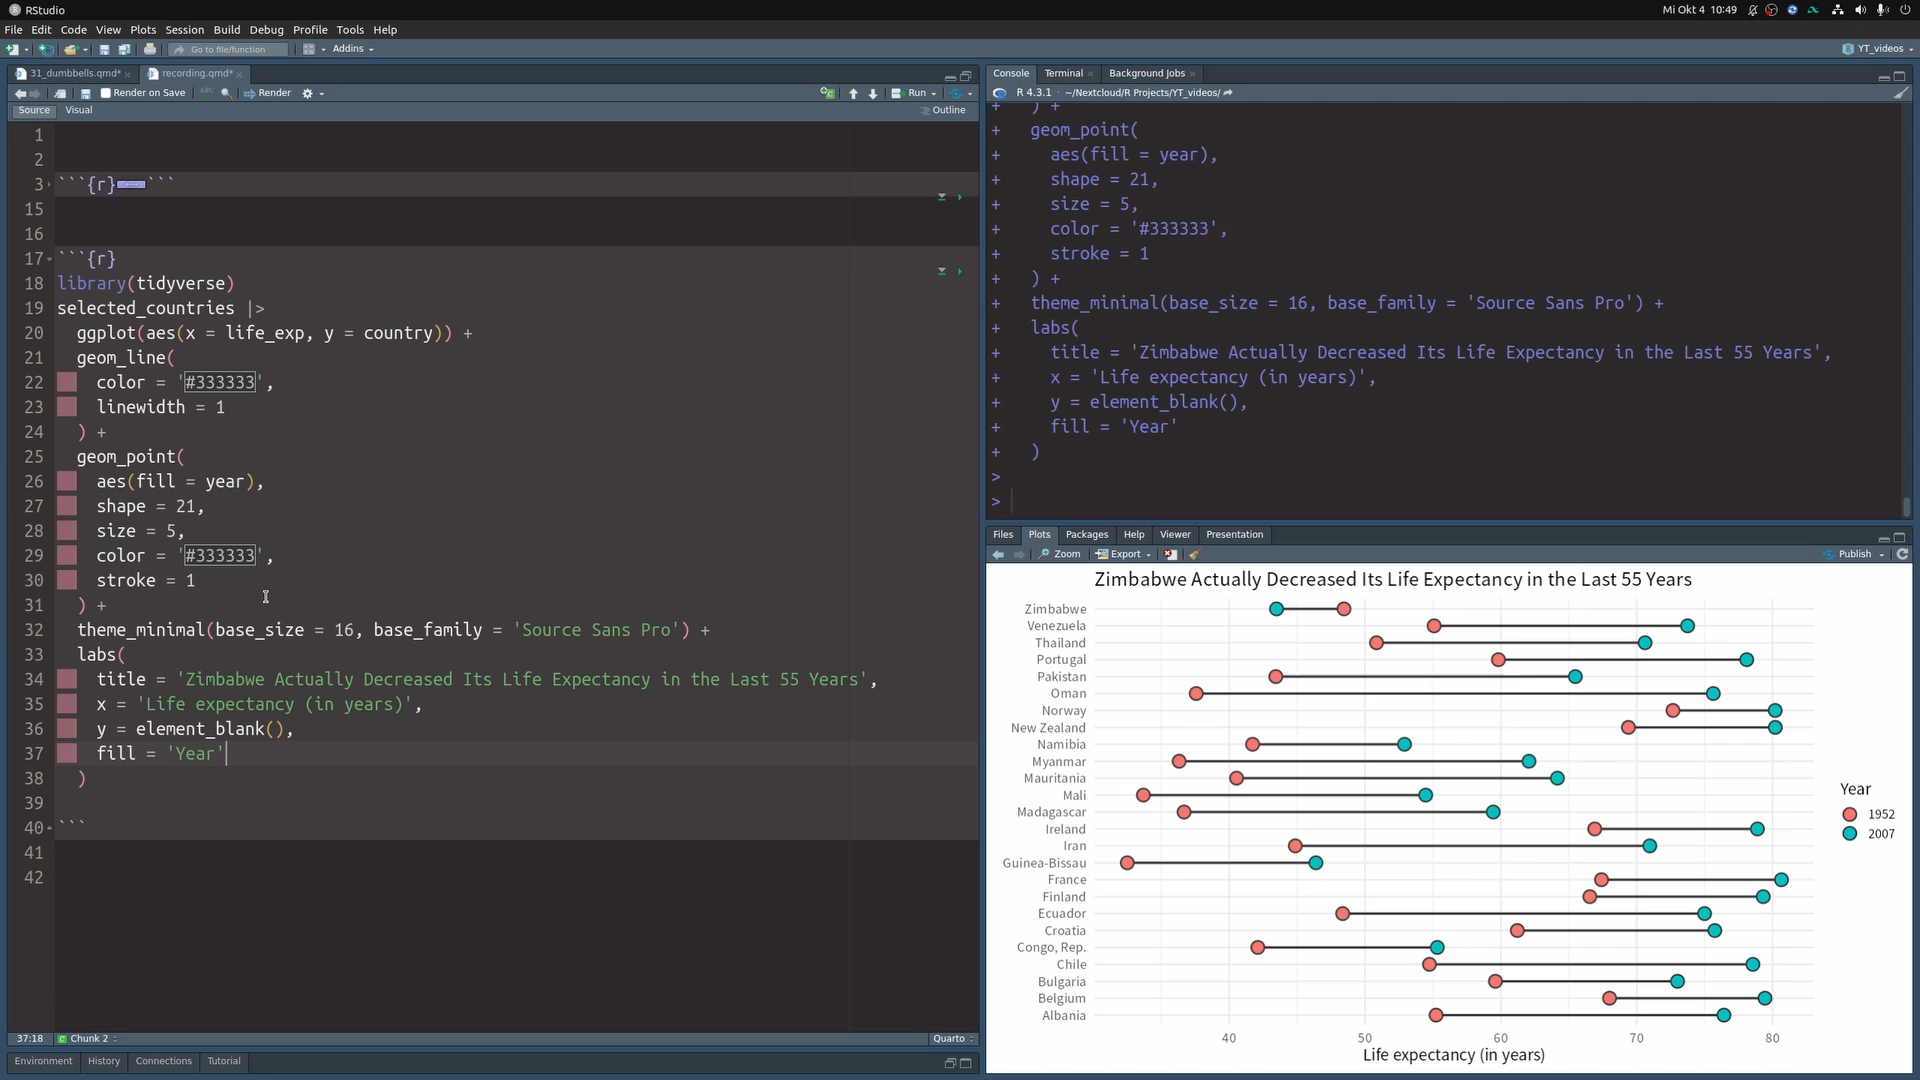 RStudio
Mi Okt 4 10:49
File Edit Code View Plots Session Build Debug Profile Tools Help
Go to file/function
Addins
YT_videos
31_dumbbells.qmd*
recording.qmd*
Render on Save
ABC
Render
Run
Source Visual
Outline
1
2
3 ```{r} ```
15
16
17 ```{r}
18 library(tidyverse)
19 selected_countries |>
20 ggplot(aes(x = life_exp, y = country)) +
21 geom_line(
22 color = '#333333',
23 linewidth = 1
24 ) +
25 geom_point(
26 aes(fill = year),
27 shape = 21,
28 size = 5,
29 color = '#333333',
30 stroke = 1
31 ) +
32 theme_minimal(base_size = 16, base_family = 'Source Sans Pro') +
33 labs(
34 title = 'Zimbabwe Actually Decreased Its Life Expectancy in the Last 55 Years',
35 x = 'Life expectancy (in years)',
36 y = element_blank(),
37 fill = 'Year'
38 )
39
40 ```
41
42
37:18
Chunk 2
Quarto
Environment History Connections Tutorial
Console Terminal Background Jobs
R 4.3.1 · ~/Nextcloud/R Projects/YT_videos/
+ ) +
+ geom_point(
+ aes(fill = year),
+ shape = 21,
+ size = 5,
+ color = '#333333',
+ stroke = 1
+ ) +
+ theme_minimal(base_size = 16, base_family = 'Source Sans Pro') +
+ labs(
+ title = 'Zimbabwe Actually Decreased Its Life Expectancy in the Last 55 Years',
+ x = 'Life expectancy (in years)',
+ y = element_blank(),
+ fill = 'Year'
+ )
>
>
Files Plots Packages Help Viewer Presentation
Zoom Export
Publish
Zimbabwe Actually Decreased Its Life Expectancy in the Last 55 Years
Zimbabwe
Venezuela
Thailand
Portugal
Pakistan
Oman
Norway
New Zealand
Namibia
Myanmar
Mauritania
Mali
Madagascar
Ireland
Iran
Guinea-Bissau
France
Finland
Ecuador
Croatia
Congo, Rep.
Chile
Bulgaria
Belgium
Albania
40 50 60 70 80
Life expectancy (in years)
Year
1952
2007